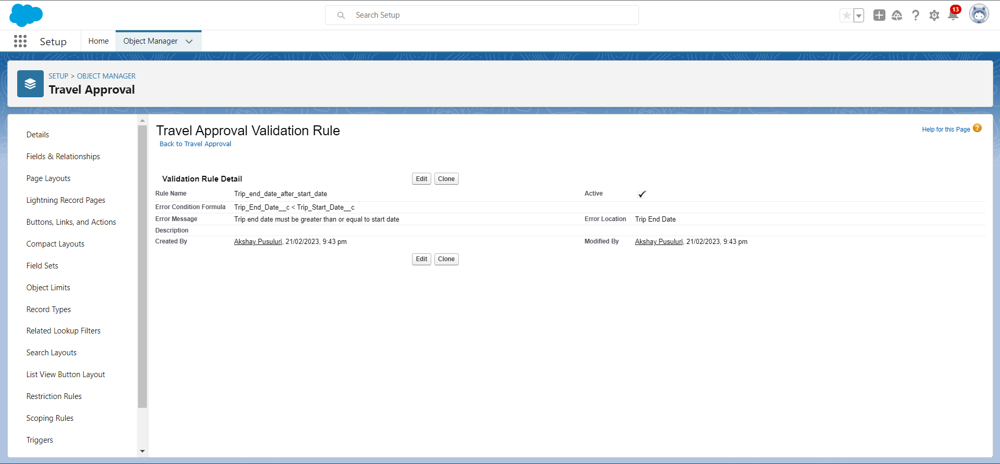 Search Setup
13
Setup
Home
Object Manager
SETUP > OBJECT MANAGER
Travel Approval
Details
Fields & Relationships
Page Layouts
Lightning Record Pages
Buttons, Links, and Actions
Compact Layouts
Field Sets
Object Limits
Record Types
Related Lookup Filters
Search Layouts
List View Button Layout
Restriction Rules
Scoping Rules
Triggers
Travel Approval Validation Rule
Back to Travel Approval
Help for this Page ?
Validation Rule Detail Edit Clone
Rule Name Trip_end_date_after_start_date Active
Error Condition Formula Trip_End_Date__c < Trip_Start_Date__c
Error Message Trip end date must be greater than or equal to start date Error Location Trip End Date
Description
Created By Akshay Pusuluri, 21/02/2023, 9:43 pm Modified By Akshay Pusuluri, 21/02/2023, 9:43 pm
Edit Clone